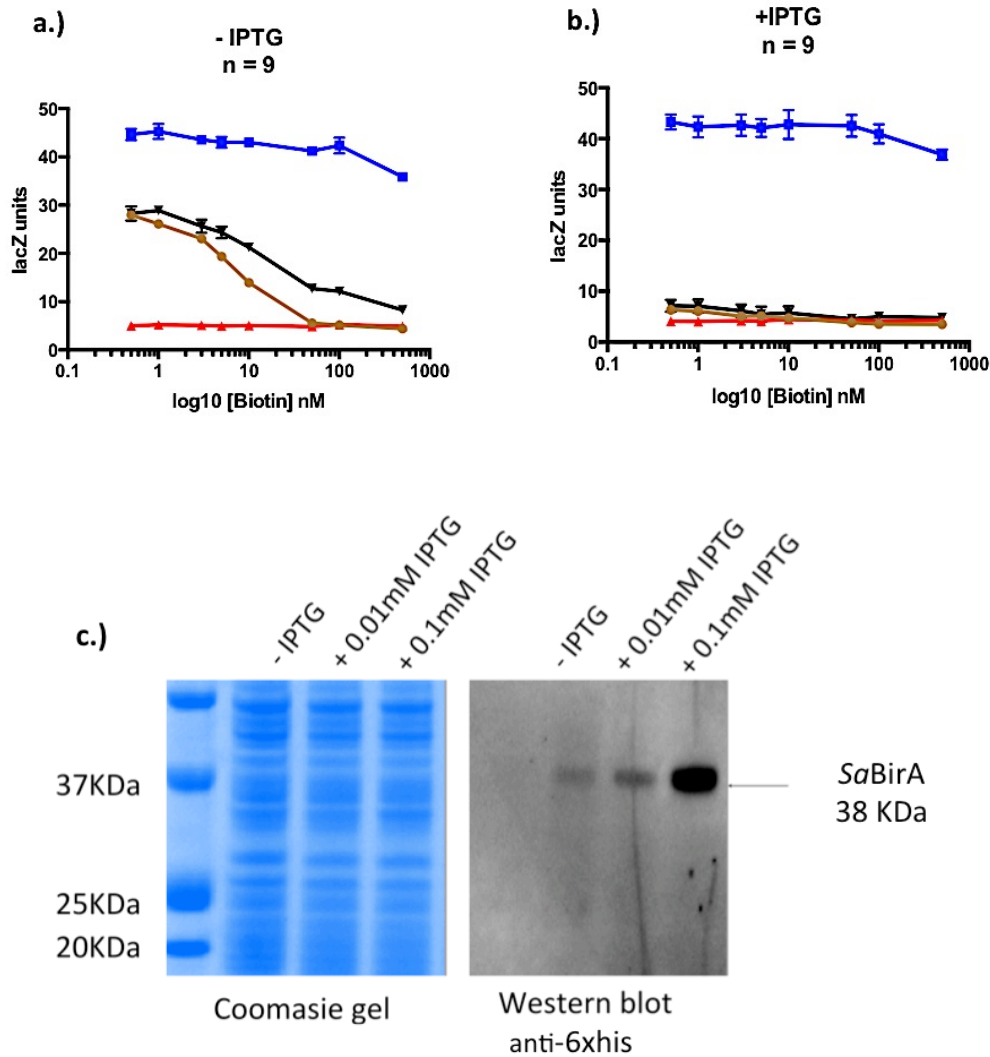 a.)
- IPTG
n = 9
50
40
30
20
10
0
lacZ units
0.1
1
10
100
1000
log10 [Biotin] nM
b.)
+IPTG
n = 9
50
40
30
20
10
0
lacZ units
0.1
1
10
100
1000
log10 [Biotin] nM
c.)
- IPTG
+ 0.01mM IPTG
+ 0.1mM IPTG
- IPTG
+ 0.01mM IPTG
+ 0.1mM IPTG
37KDa
25KDa
20KDa
SaBirA
38 KDa
Coomasie gel
Western blot
anti-6xhis